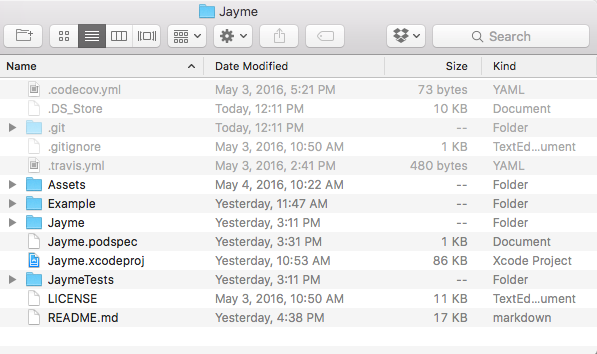 Jayme
Search
Name Date Modified Size Kind
.codecov.yml May 3, 2016, 5:21 PM 73 bytes YAML
.DS_Store Today, 12:11 PM 10 KB Document
.git Today, 12:11 PM -- Folder
.gitignore May 3, 2016, 10:50 AM 1 KB TextEd...ument
.travis.yml May 3, 2016, 2:41 PM 480 bytes YAML
Assets May 4, 2016, 10:22 AM -- Folder
Example Yesterday, 11:47 AM -- Folder
Jayme Yesterday, 3:11 PM -- Folder
Jayme.podspec Yesterday, 3:31 PM 1 KB Document
Jayme.xcodeproj Yesterday, 10:53 AM 86 KB Xcode Project
JaymeTests Yesterday, 3:11 PM -- Folder
LICENSE May 3, 2016, 10:50 AM 11 KB TextEd...ument
README.md Yesterday, 4:38 PM 17 KB markdown